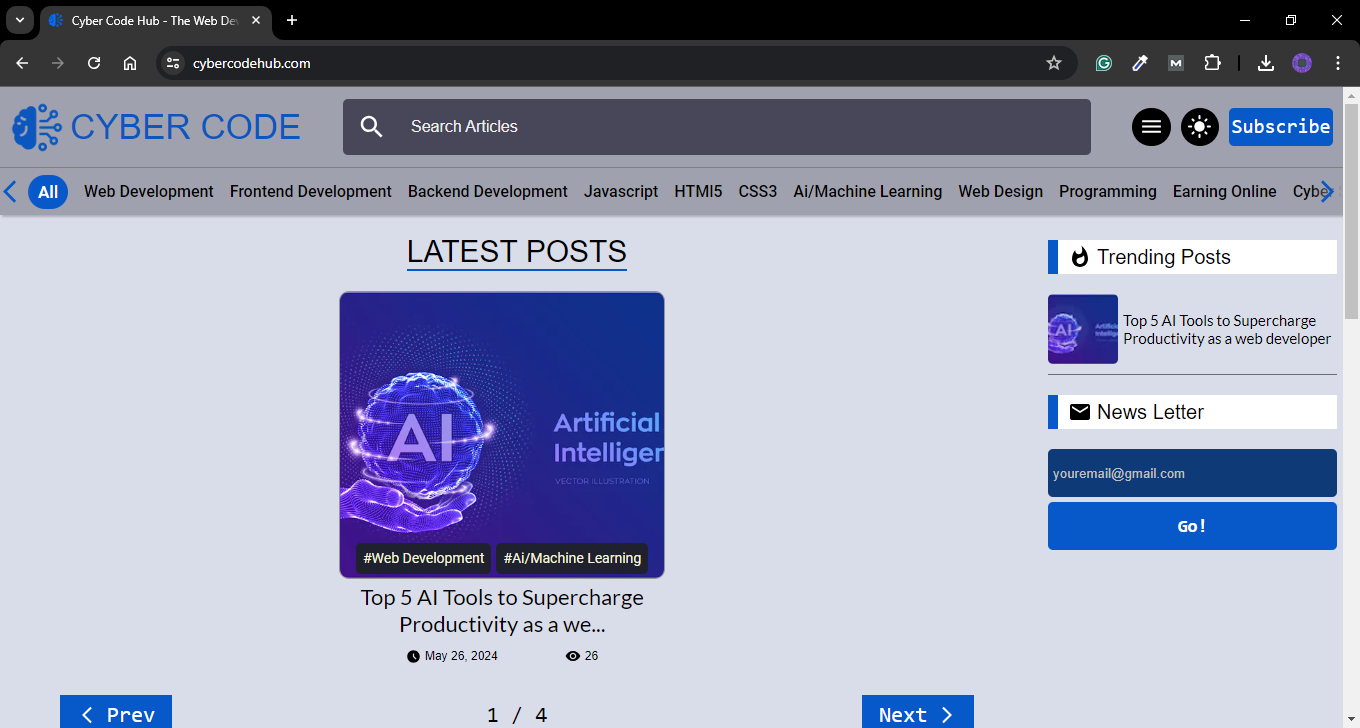 Cyber Code Hub - The Web De
cybercodehub.com
CYBER CODE
Search Articles
Subscribe
All Web Development Frontend Development Backend Development Javascript HTMl5 CSS3 Ai/Machine Learning Web Design Programming Earning Online Cybe
LATEST POSTS
AI
Artificial
Intelligen
VECTOR ILLUSTRATION
#Web Development #Ai/Machine Learning
Top 5 AI Tools to Supercharge
Productivity as a we...
May 26, 2024 26
Prev 1 / 4 Next
Trending Posts
AI
Artifi
Intellig
Top 5 AI Tools to Supercharge
Productivity as a web developer
News Letter
youremail@gmail.com
Go!